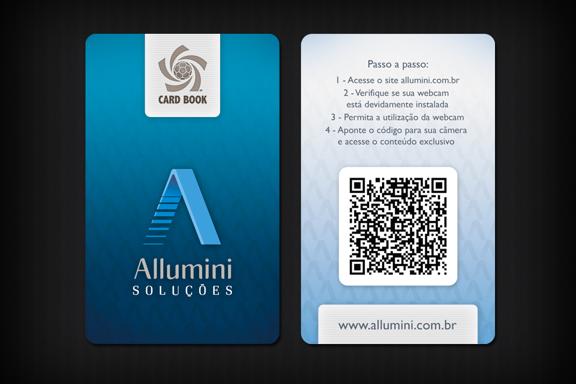 CARD BOOK
Allumini
SOLUÇÕES
Passo a passo:
1 - Acesse o site allumini.com.br
2 - Verifique se sua webcam
está devidamente instalada
3 - Permita a utilização da webcam
4 - Aponte o código para sua câmera
e acesse o conteúdo exclusivo
www.allumini.com.br